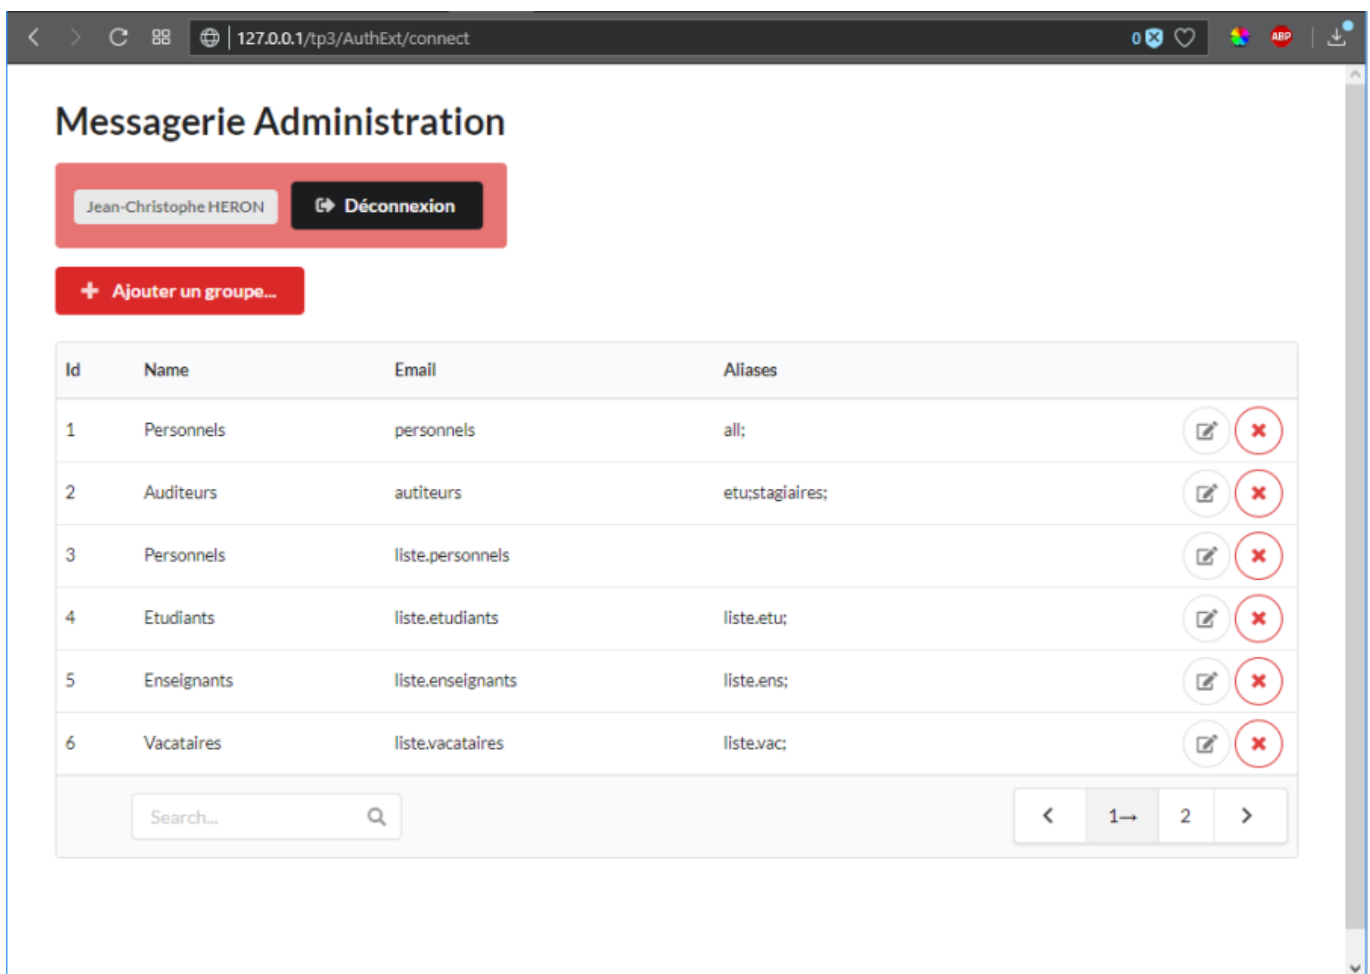 127.0.0.1/tp3/AuthExt/connect 0 ABP
Messagerie Administration
Jean-Christophe HERON Déconnexion
Ajouter un groupe...
Id Name Email Aliases
1 Personnels personnels all;
2 Auditeurs autiteurs etu;stagiaires;
3 Personnels liste.personnels
4 Etudiants liste.etudiants liste.etu;
5 Enseignants liste.enseignants liste.ens;
6 Vacataires liste.vacataires liste.vac;
Search... 1→ 2